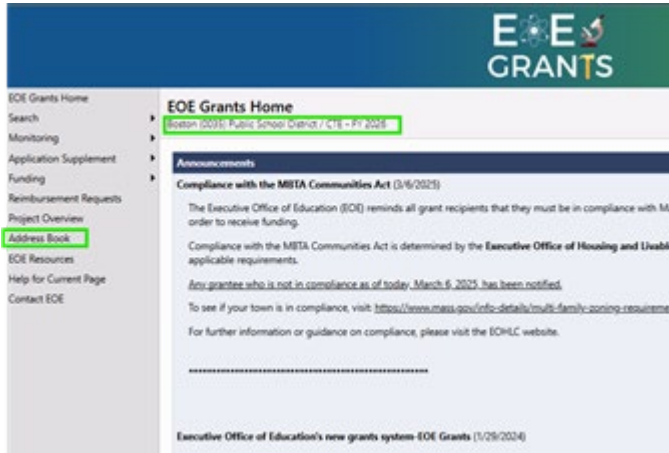 EOE
GRANTS
EOE Grants Home
Search
Monitoring
Application Supplement
Funding
Reimbursement Requests
Project Overview
Address Book
EOE Resources
Help for Current Page
Contact EOE
EOE Grants Home
Boston (0035) Public School District / CTE - FY 2026
Announcements
Compliance with the MBTA Communities Act (3/6/2025)
The Executive Office of Education (EOE) reminds all grant recipients that they must be in compliance with M
order to receive funding.
Compliance with the MBTA Communities Act is determined by the Executive Office of Housing and Livabl
applicable requirements.
Any grantee who is not in compliance as of today, March 6, 2025, has been notified.
To see if your town is in compliance, visit: https://www.mass.gov/info-details/multi-family-zoning-requireme
For further information or guidance on compliance, please visit the EOHLC website.
Executive Office of Education's new grants system-EOE Grants (1/29/2024)